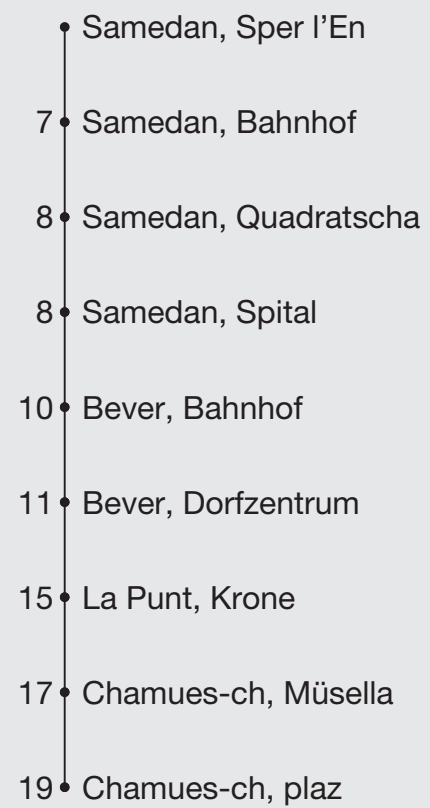 Samedan, Sper l’En
7 Samedan, Bahnhof
8 Samedan, Quadratscha
8 Samedan, Spital
10 Bever, Bahnhof
11 Bever, Dorfzentrum
15 La Punt, Krone
17 Chamues-ch, Müsella
19 Chamues-ch, plaz